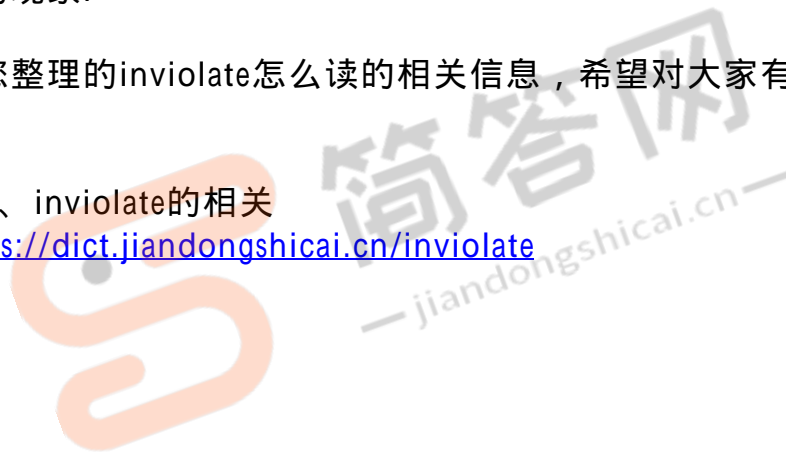 您整理的inviolate怎么读的相关信息，希望对大家有
、inviolate的相关
s://dict.jiandongshicai.cn/inviolate
简答网
jiandongshicai.cn